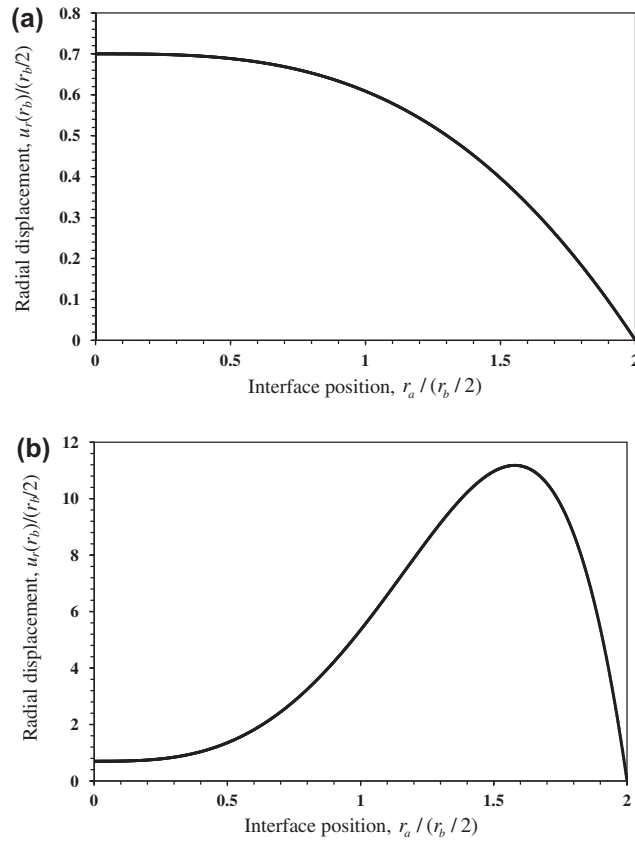 (a)
0.8
0.7
0.6
0.5
0.4
0.3
0.2
0.1
0
Radial displacement, u_r(r_b)/(r_b/2)
0 0.5 1 1.5 2
Interface position, r_a / (r_b / 2)
(b)
12
10
8
6
4
2
0
Radial displacement, u_r(r_b)/(r_b/2)
0 0.5 1 1.5 2
Interface position, r_a / (r_b / 2)